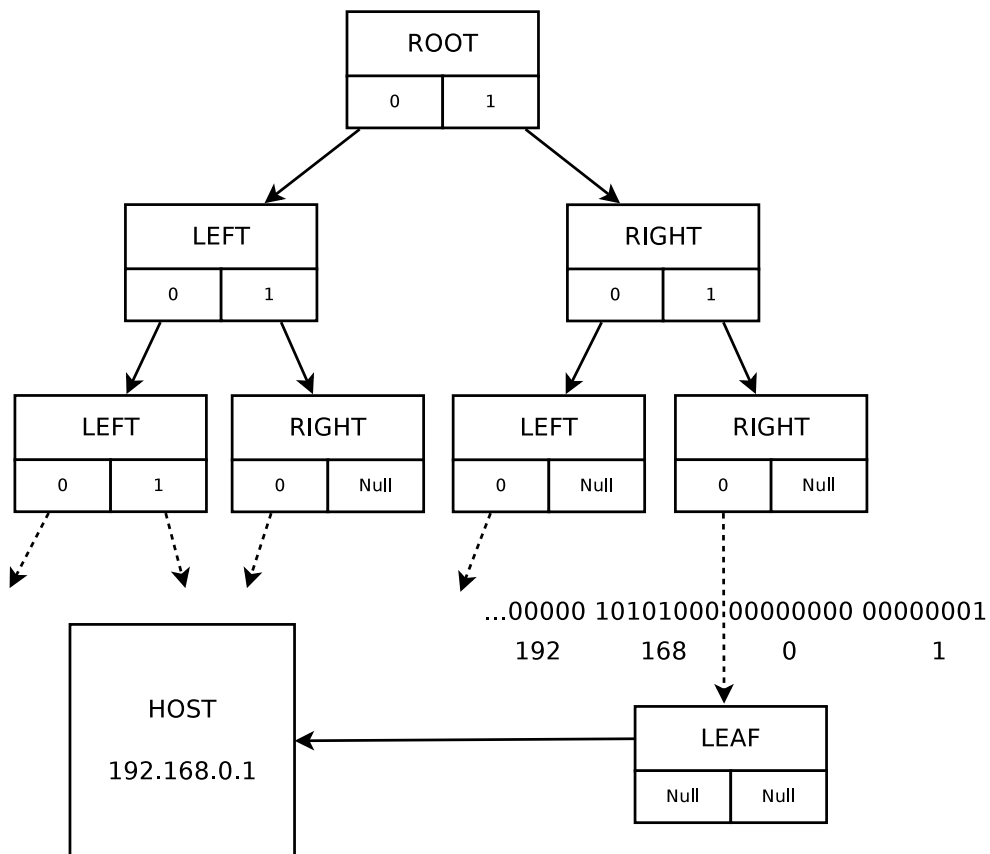 ROOT
0 1
LEFT RIGHT
0 1 0 1
LEFT RIGHT LEFT RIGHT
0 1 0 Null 0 Null 0 Null
...00000 10101000 00000000 00000001
192 168 0 1
HOST
192.168.0.1
LEAF
Null Null